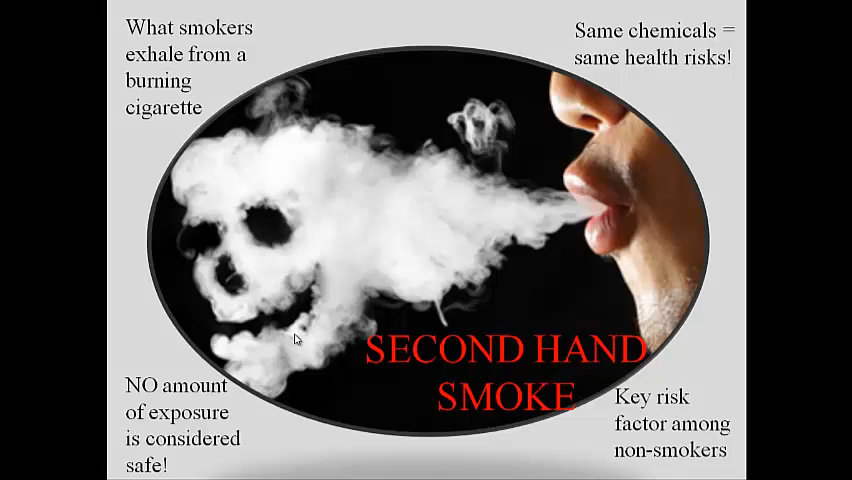 What smokers
exhale from a
burning
cigarette
Same chemicals =
same health risks!
SECOND HAND
SMOKE
NO amount
of exposure
is considered
safe!
Key risk
factor among
non-smokers